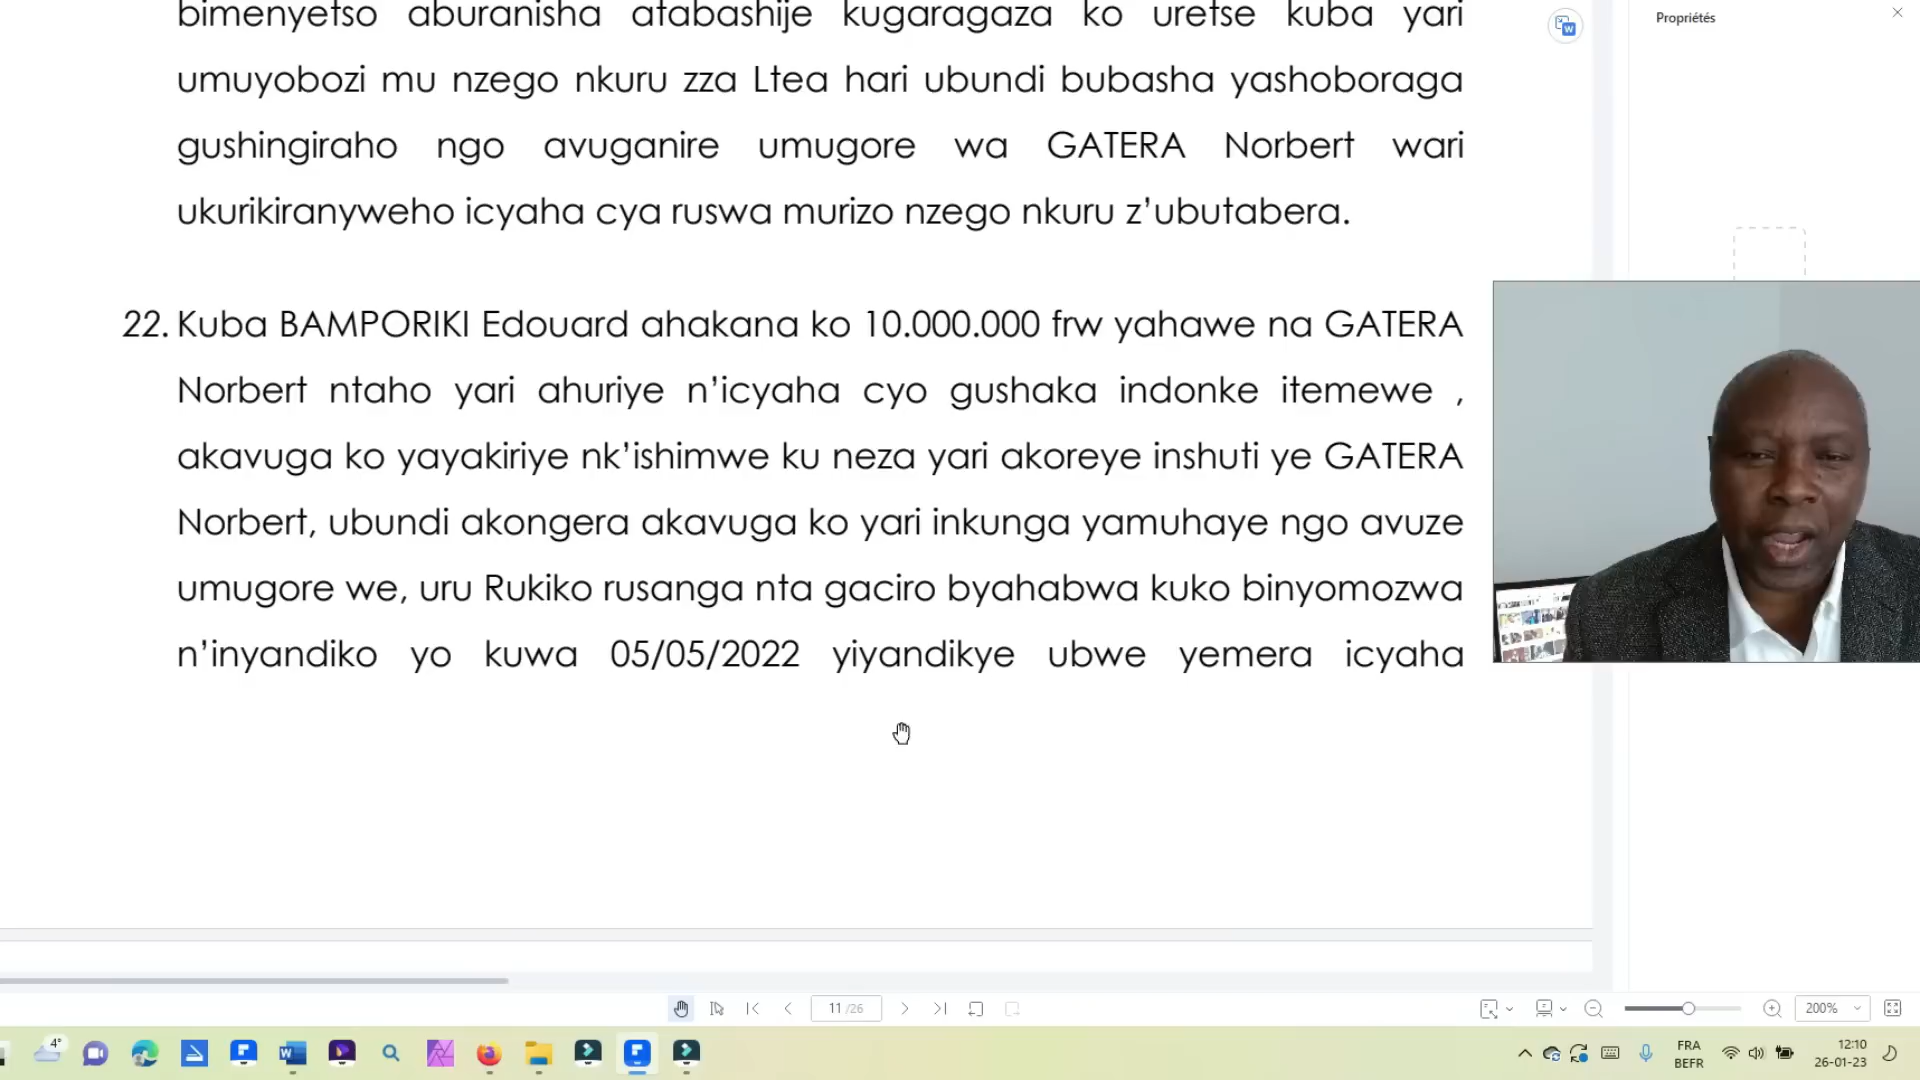 bimenyetso aburanisha atabashije kugaragaza ko uretse kuba yari
umuyobozi mu nzego nkuru zza Ltea hari ubundi bubasha yashoboraga
gushingiraho ngo avuganire umugore wa GATERA Norbert wari
ukurikiranyweho icyaha cya ruswa murizo nzego nkuru z'ubutabera.
22. Kuba BAMPORIKI Edouard ahakana ko 10.000.000 frw yahawe na GATERA
Norbert ntaho yari ahuriye n'icyaha cyo gushaka indonke itemewe ,
akavuga ko yayakiriye nk'ishimwe ku neza yari akoreye inshuti ye GATERA
Norbert, ubundi akongera akavuga ko yari inkunga yamuhaye ngo avuze
umugore we, uru Rukiko rusanga nta gaciro byahabwa kuko binyomozwa
n'inyandiko yo kuwa 05/05/2022 yiyandikye ubwe yemera icyaha
Propriétés
11 /26
200%
4°
FRA
BEFR
12:10
26-01-23